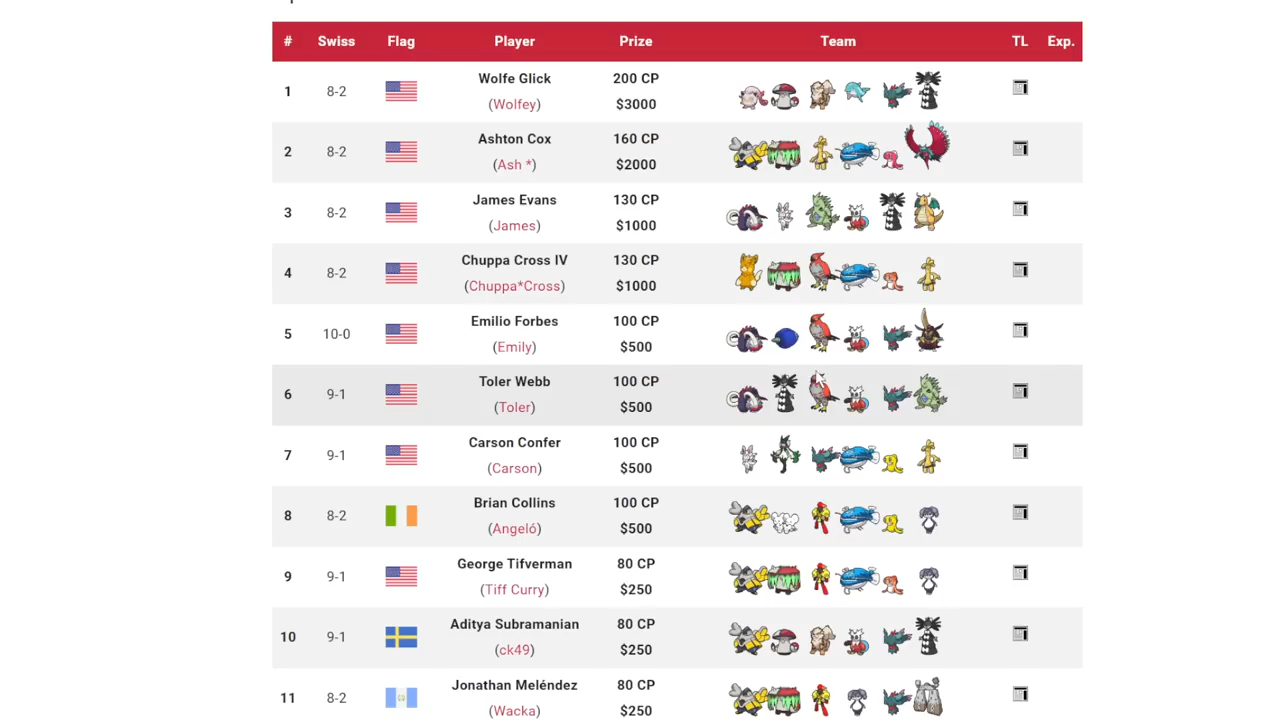 # Swiss Flag Player Prize Team TL Exp.
1 8-2 Wolfe Glick (Wolfey) 200 CP $3000
2 8-2 Ashton Cox (Ash *) 160 CP $2000
3 8-2 James Evans (James) 130 CP $1000
4 8-2 Chuppa Cross IV (Chuppa*Cross) 130 CP $1000
5 10-0 Emilio Forbes (Emily) 100 CP $500
6 9-1 Toler Webb (Toler) 100 CP $500
7 9-1 Carson Confer (Carson) 100 CP $500
8 8-2 Brian Collins (Angeló) 100 CP $500
9 9-1 George Tifverman (Tiff Curry) 80 CP $250
10 9-1 Aditya Subramanian (ck49) 80 CP $250
11 8-2 Jonathan Meléndez (Wacka) 80 CP $250